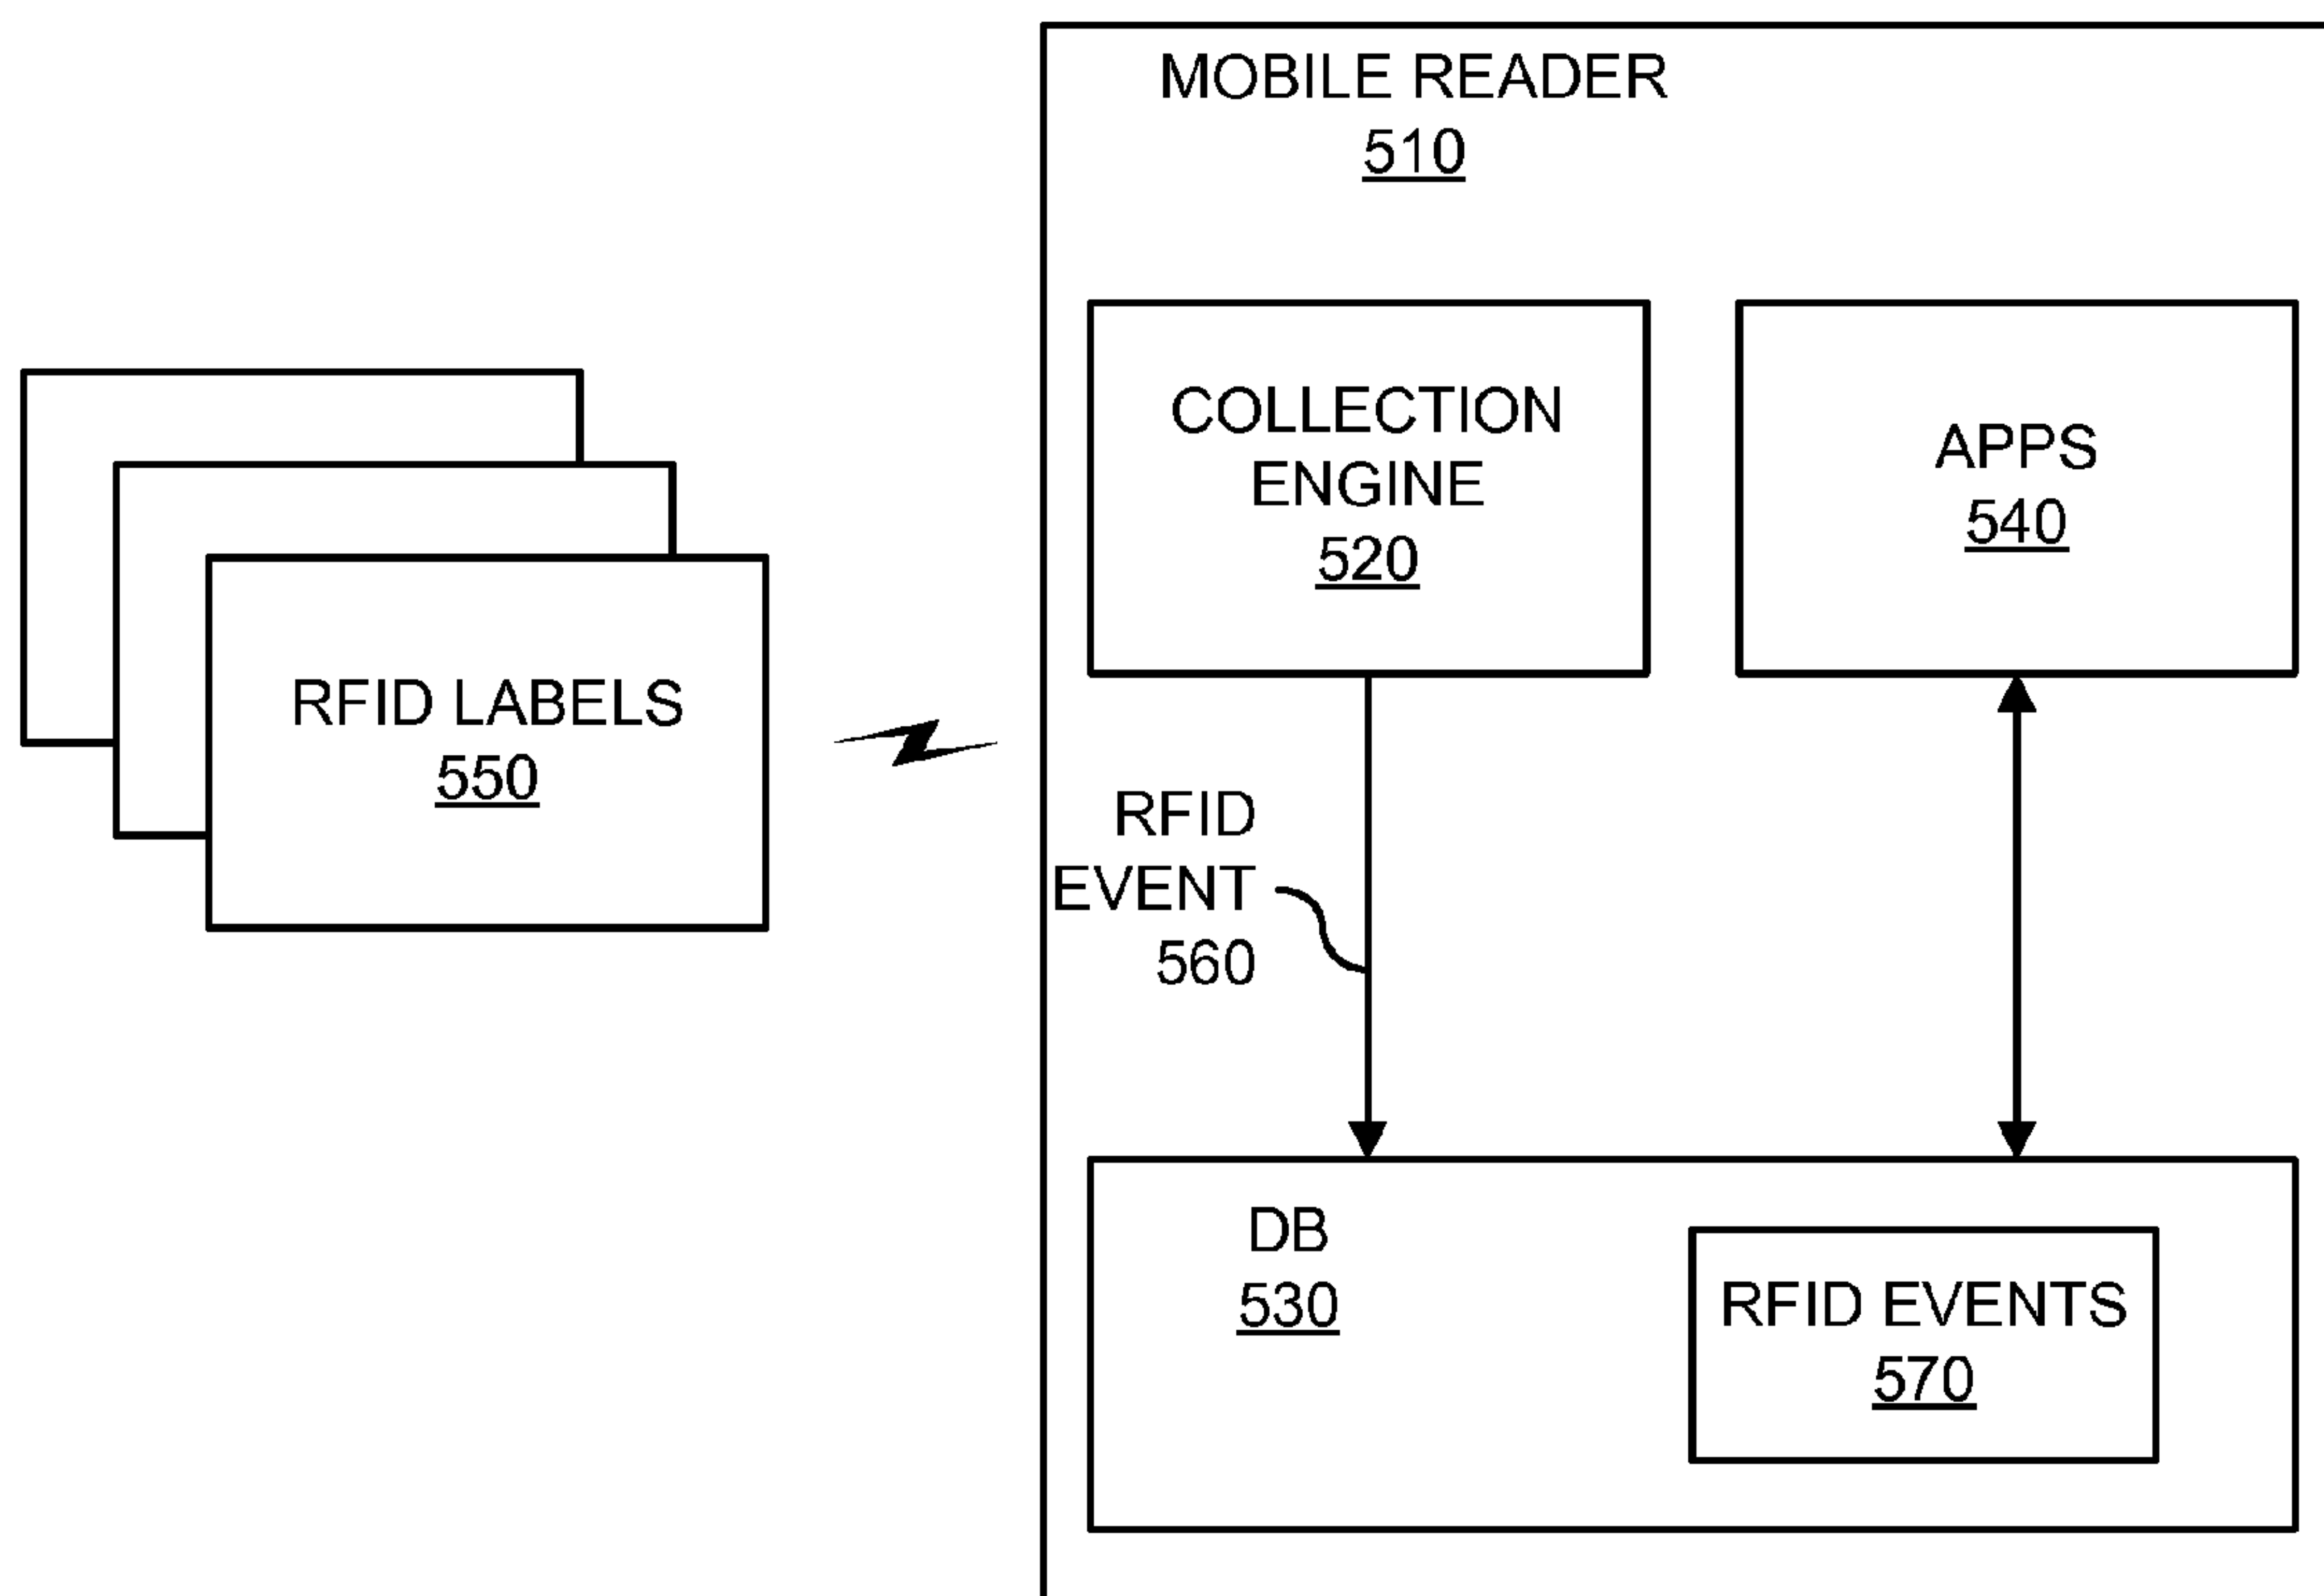 MOBILE READER
510
COLLECTION
ENGINE
520
APPS
540
RFID LABELS
550
RFID
EVENT
560
DB
530
RFID EVENTS
570